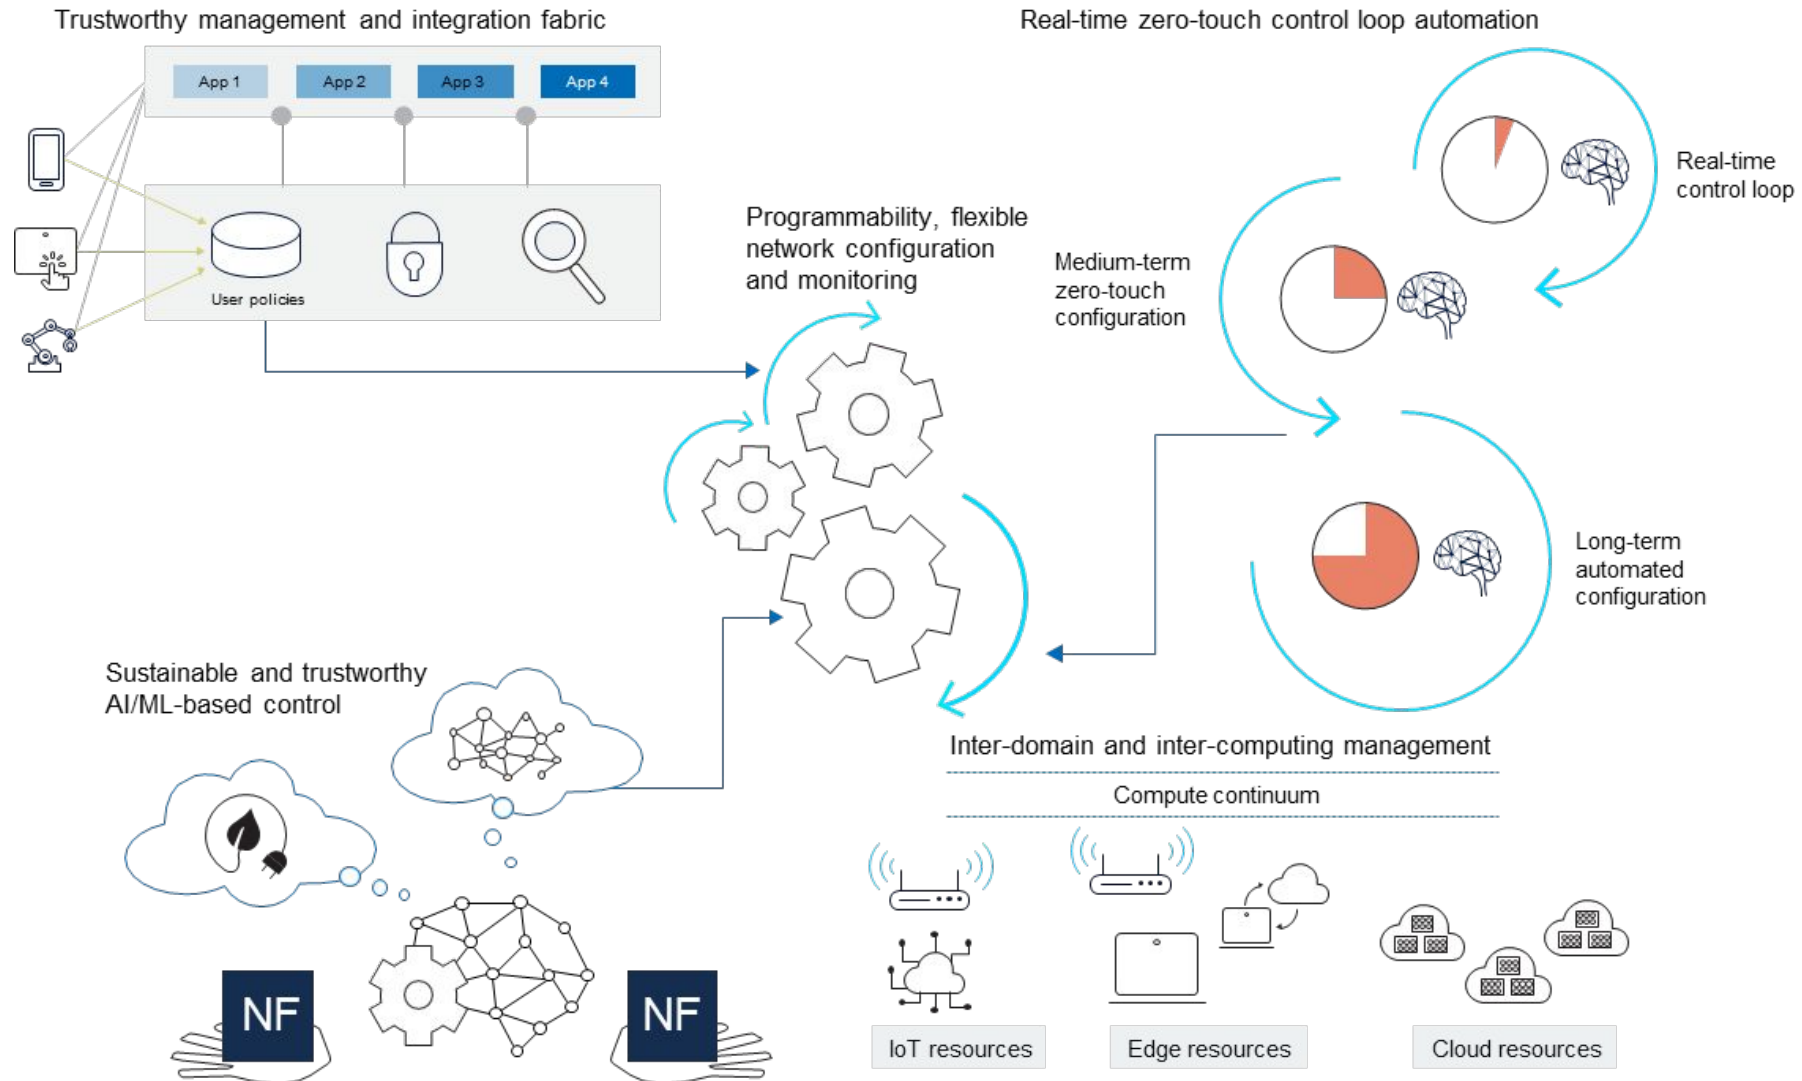 Trustworthy management and integration fabric
App 1
App 2
App 3
App 4
User policies
Real-time zero-touch control loop automation
Real-time
control loop
Medium-term
zero-touch
configuration
Long-term
automated
configuration
Programmability, flexible
network configuration
and monitoring
Sustainable and trustworthy
AI/ML-based control
NF
NF
Inter-domain and inter-computing management
Compute continuum
IoT resources
Edge resources
Cloud resources